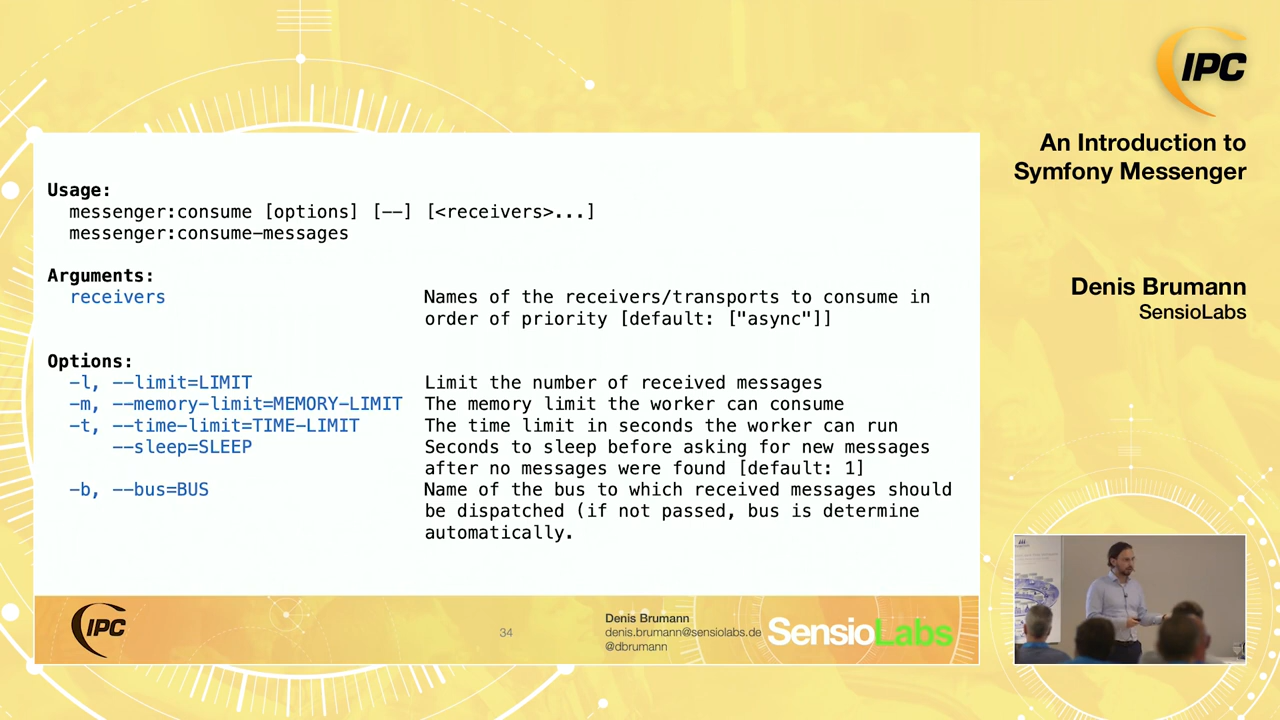 IPC
An Introduction to
Symfony Messenger
Denis Brumann
SensioLabs
Usage:
messenger:consume [options] [--] [<receivers>...]
messenger:consume-messages
Arguments:
receivers Names of the receivers/transports to consume in
order of priority [default: ["async"]]
Options:
-l, --limit=LIMIT Limit the number of received messages
-m, --memory-limit=MEMORY-LIMIT The memory limit the worker can consume
-t, --time-limit=TIME-LIMIT The time limit in seconds the worker can run
--sleep=SLEEP Seconds to sleep before asking for new messages
after no messages were found [default: 1]
-b, --bus=BUS Name of the bus to which received messages should
be dispatched (if not passed, bus is determine
automatically.
IPC
34
Denis Brumann
denis.brumann@sensiolabs.de
@dbrumann
SensioLabs